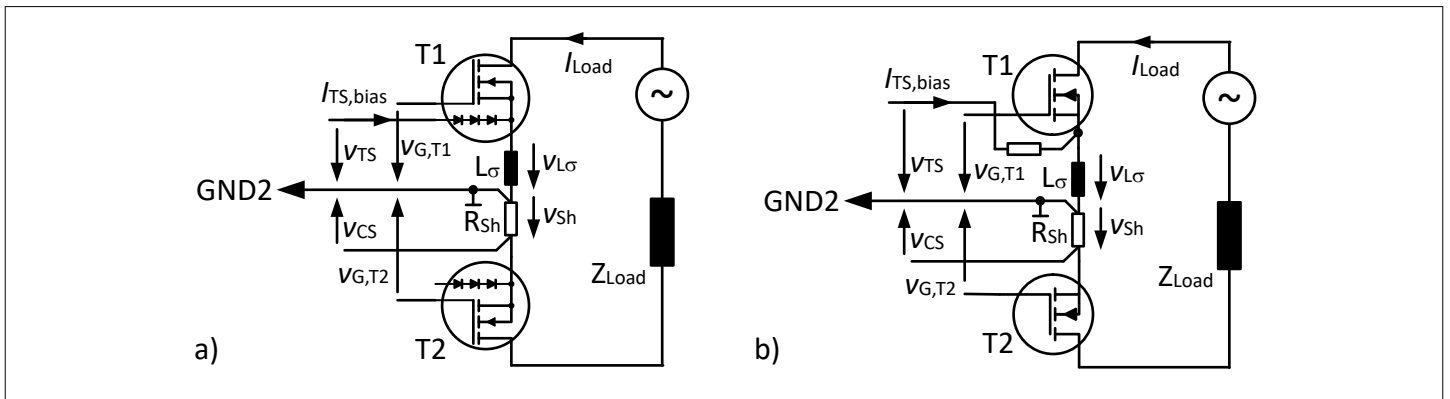 T1
I_Load
~
I_TS,bias
v_TS
v_G,T1
L_σ
v_Lσ
GND2
R_Sh
v_Sh
v_CS
v_G,T2
Z_Load
T2
a)
T1
I_Load
~
I_TS,bias
v_TS
v_G,T1
L_σ
v_Lσ
GND2
R_Sh
v_Sh
v_CS
v_G,T2
Z_Load
T2
b)